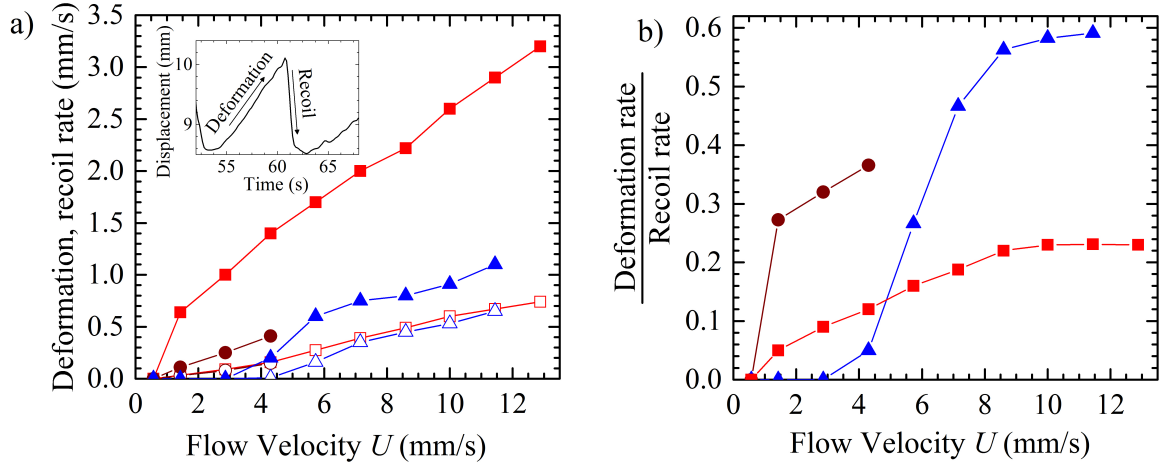 a)
Deformation, recoil rate (mm/s)
3.5
3.0
2.5
2.0
1.5
1.0
0.5
0.0
0 2 4 6 8 10 12
Flow Velocity U (mm/s)
Displacement (mm)
10
9
Deformation
Recoil
55 60 65
Time (s)
b)
Deformation rate
Recoil rate
0.6
0.5
0.4
0.3
0.2
0.1
0.0
0 2 4 6 8 10 12
Flow Velocity U (mm/s)